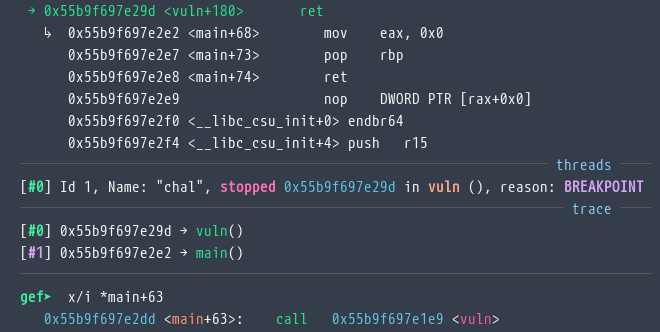 → 0x55b9f697e29d <vuln+180> ret
↳ 0x55b9f697e2e2 <main+68> mov eax, 0x0
0x55b9f697e2e7 <main+73> pop rbp
0x55b9f697e2e8 <main+74> ret
0x55b9f697e2e9 nop DWORD PTR [rax+0x0]
0x55b9f697e2f0 <__libc_csu_init+0> endbr64
0x55b9f697e2f4 <__libc_csu_init+4> push r15
threads
[#0] Id 1, Name: "chal", stopped 0x55b9f697e29d in vuln (), reason: BREAKPOINT
trace
[#0] 0x55b9f697e29d → vuln()
[#1] 0x55b9f697e2e2 → main()
gef➤ x/i *main+63
0x55b9f697e2dd <main+63>: call 0x55b9f697e1e9 <vuln>